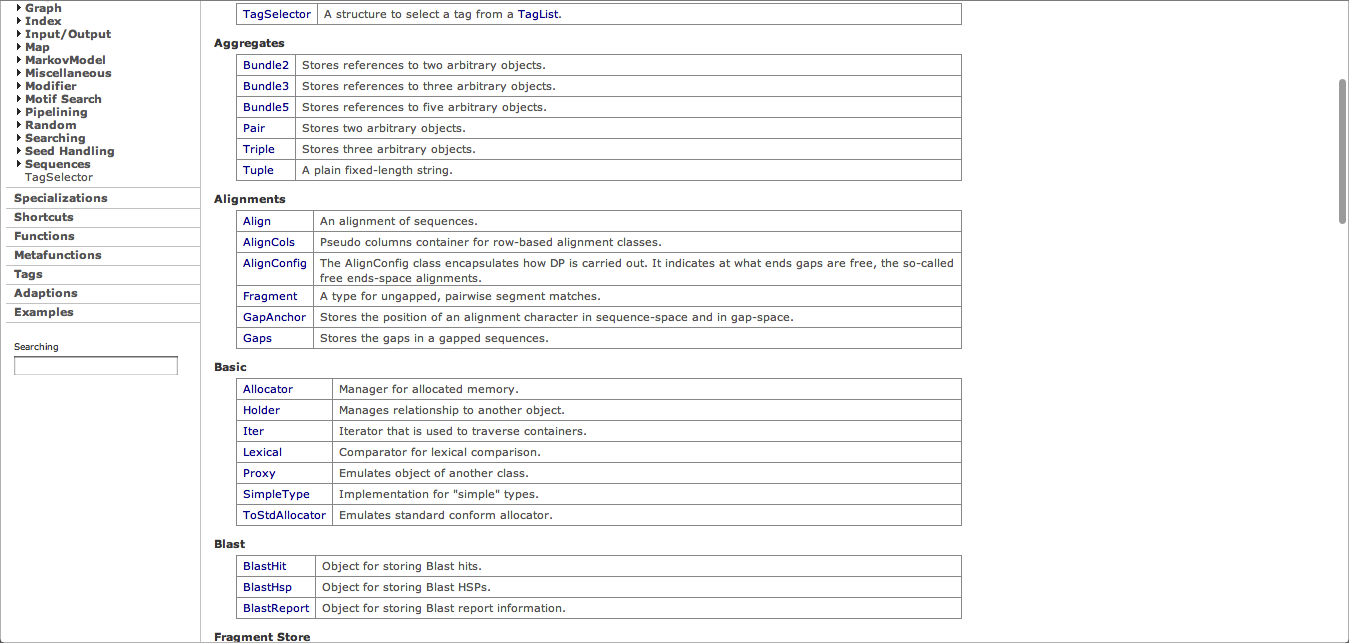 Graph
Index
Input/Output
Map
MarkovModel
Miscellaneous
Modifier
Motif Search
Pipelining
Random
Searching
Seed Handling
Sequences
TagSelector
Specializations
Shortcuts
Functions
Metafunctions
Tags
Adaptions
Examples
Searching
TagSelector A structure to select a tag from a TagList.
Aggregates
Bundle2 Stores references to two arbitrary objects.
Bundle3 Stores references to three arbitrary objects.
Bundle5 Stores references to five arbitrary objects.
Pair Stores two arbitrary objects.
Triple Stores three arbitrary objects.
Tuple A plain fixed-length string.
Alignments
Align An alignment of sequences.
AlignCols Pseudo columns container for row-based alignment classes.
AlignConfig The AlignConfig class encapsulates how DP is carried out. It indicates at what ends gaps are free, the so-called
free ends-space alignments.
Fragment A type for ungapped, pairwise segment matches.
GapAnchor Stores the position of an alignment character in sequence-space and in gap-space.
Gaps Stores the gaps in a gapped sequences.
Basic
Allocator Manager for allocated memory.
Holder Manages relationship to another object.
Iter Iterator that is used to traverse containers.
Lexical Comparator for lexical comparison.
Proxy Emulates object of another class.
SimpleType Implementation for "simple" types.
ToStdAllocator Emulates standard conform allocator.
Blast
BlastHit Object for storing Blast hits.
BlastHsp Object for storing Blast HSPs.
BlastReport Object for storing Blast report information.
Fragment Store